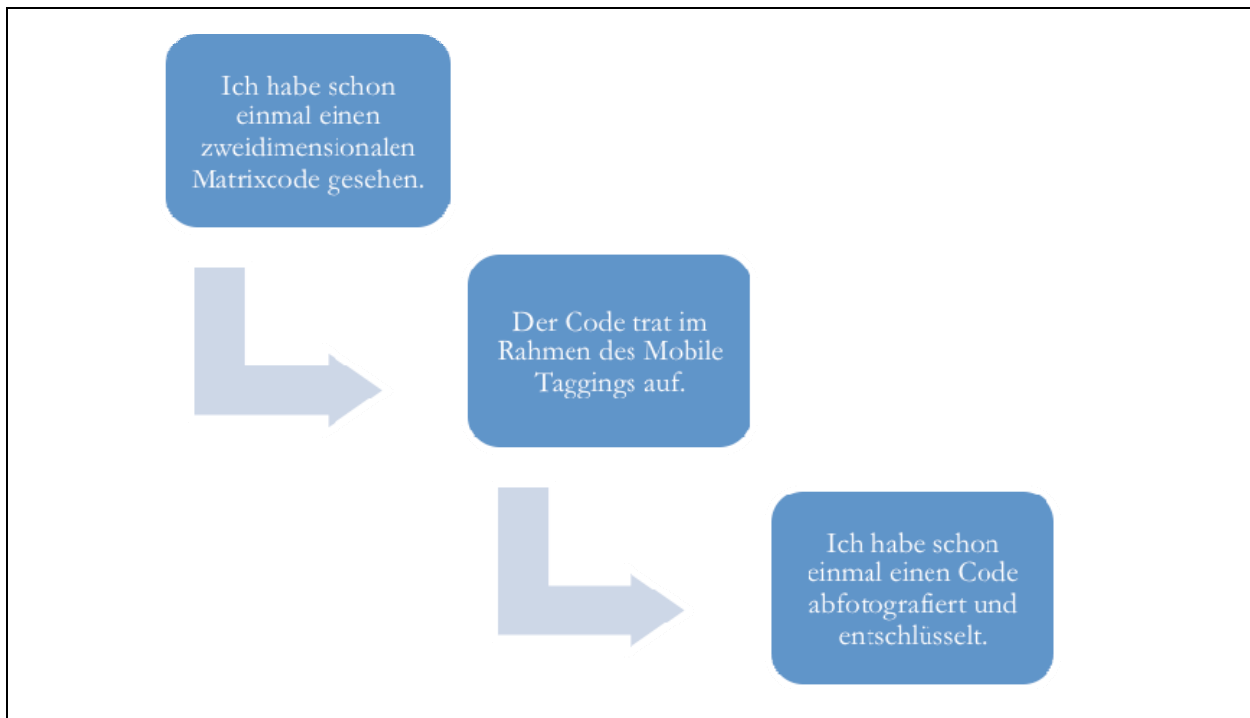 Ich habe schon
einmal einen
zweidimensionalen
Matrixcode gesehen.
Der Code trat im
Rahmen des Mobile
Taggings auf.
Ich habe schon
einmal einen Code
abfotografiert und
entschlüsselt.